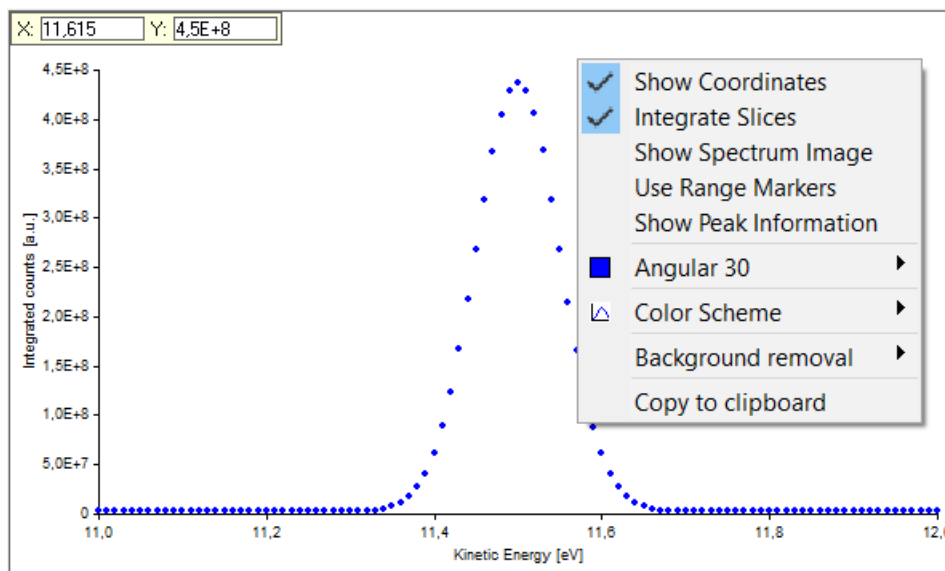 X: 11,615 Y: 4,5E+8
4,5E+8
4,0E+8
3,5E+8
3,0E+8
2,5E+8
2,0E+8
1,5E+8
1,0E+8
5,0E+7
0
Integrated counts [a.u.]
11,0 11,2 11,4 11,6 11,8
Kinetic Energy [eV]
Show Coordinates
Integrate Slices
Show Spectrum Image
Use Range Markers
Show Peak Information
Angular 30
Color Scheme
Background removal
Copy to clipboard